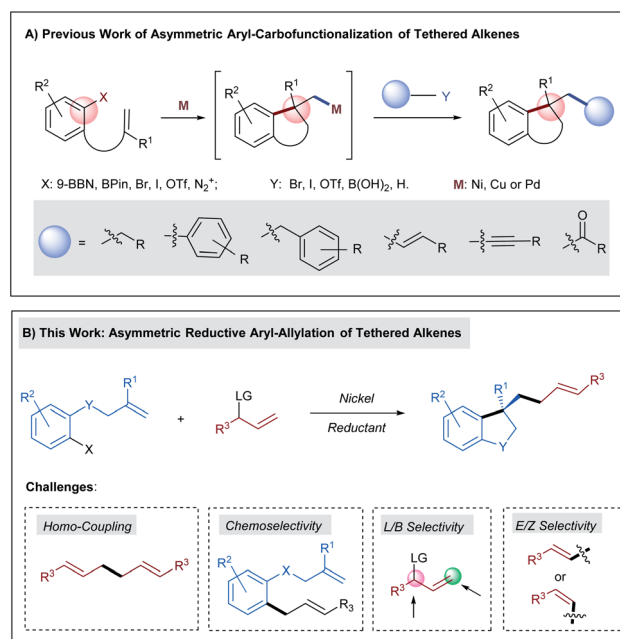 A) Previous Work of Asymmetric Aryl-Carbofunctionalization of Tethered Alkenes
R² X R¹ M R² R¹ M Y R² R¹
X: 9-BBN, BPin, Br, I, OTf, N₂⁺; Y: Br, I, OTf, B(OH)₂, H. M: Ni, Cu or Pd
= R R R R R O R
B) This Work: Asymmetric Reductive Aryl-Allylation of Tethered Alkenes
R² Y R¹ X + LG R³ Nickel R² R¹ R³ Y
Reductant
Challenges:
Homo-Coupling
R³ R³
Chemoselectivity
R² X R¹ R₃
L/B Selectivity
LG
R³
E/Z Selectivity
R³
or
R³